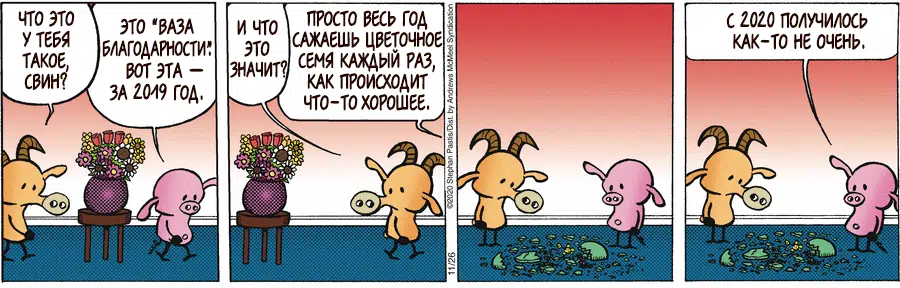 ЧТО ЭТО
У ТЕБЯ
ТАКОЕ,
СВИН?
ЭТО "ВАЗА
БЛАГОДАРНОСТИ".
ВОТ ЭТА —
ЗА 2019 ГОД.
И ЧТО
ЭТО
ЗНАЧИТ?
ПРОСТО ВЕСЬ ГОД
САЖАЕШЬ ЦВЕТОЧНОЕ
СЕМЯ КАЖДЫЙ РАЗ,
КАК ПРОИСХОДИТ
ЧТО-ТО ХОРОШЕЕ.
©2020 Stephan Pastis/Dist. by Andrews McMeel Syndication
11/26
С 2020 ПОЛУЧИЛОСЬ
КАК-ТО НЕ ОЧЕНЬ.